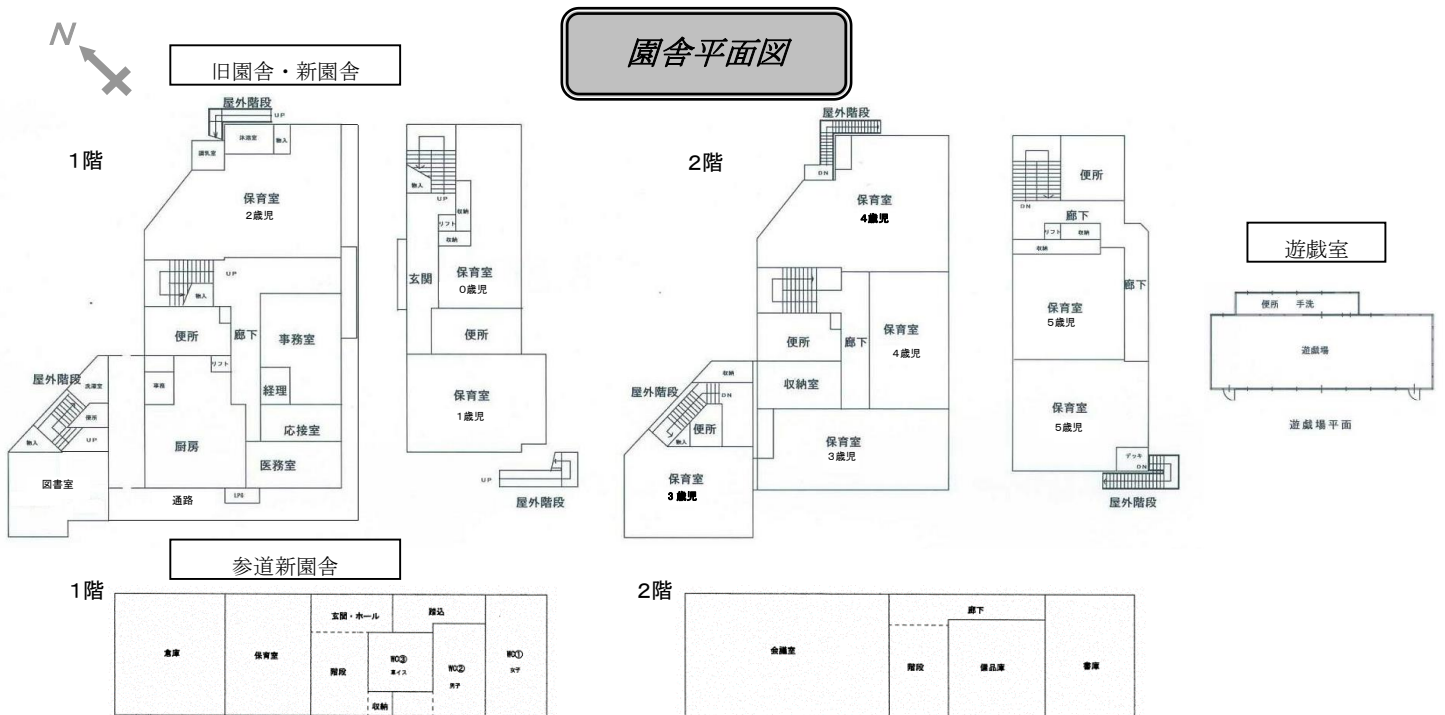 N
園舎平面図
旧園舎・新園舎
1階
屋外階段
UP
調乳室
沐浴室
物入
保育室
2歳児
UP
物入
便所
廊下
事務室
リフト
事務
経理
厨房
応接室
医務室
LPG
通路
屋外階段
洗濯室
便所
UP
物入
図書室
物入
UP
収納
リフト
収納
玄関
保育室
0歳児
便所
保育室
1歳児
UP
屋外階段
2階
屋外階段
DN
保育室
4歳児
便所
廊下
保育室
4歳児
収納室
収納
屋外階段
DN
物入
便所
保育室
3歳児
保育室
3歳児
便所
DN
廊下
リフト
収納
収納
廊下
保育室
5歳児
保育室
5歳児
デッキ
DN
屋外階段
遊戯室
便所 手洗
遊戯場
遊戯場平面
参道新園舎
1階
倉庫
保育室
玄関・ホール
踏込
階段
WC③
車イス
収納
WC②
男子
WC①
女子
2階
会議室
廊下
階段
備品庫
書庫